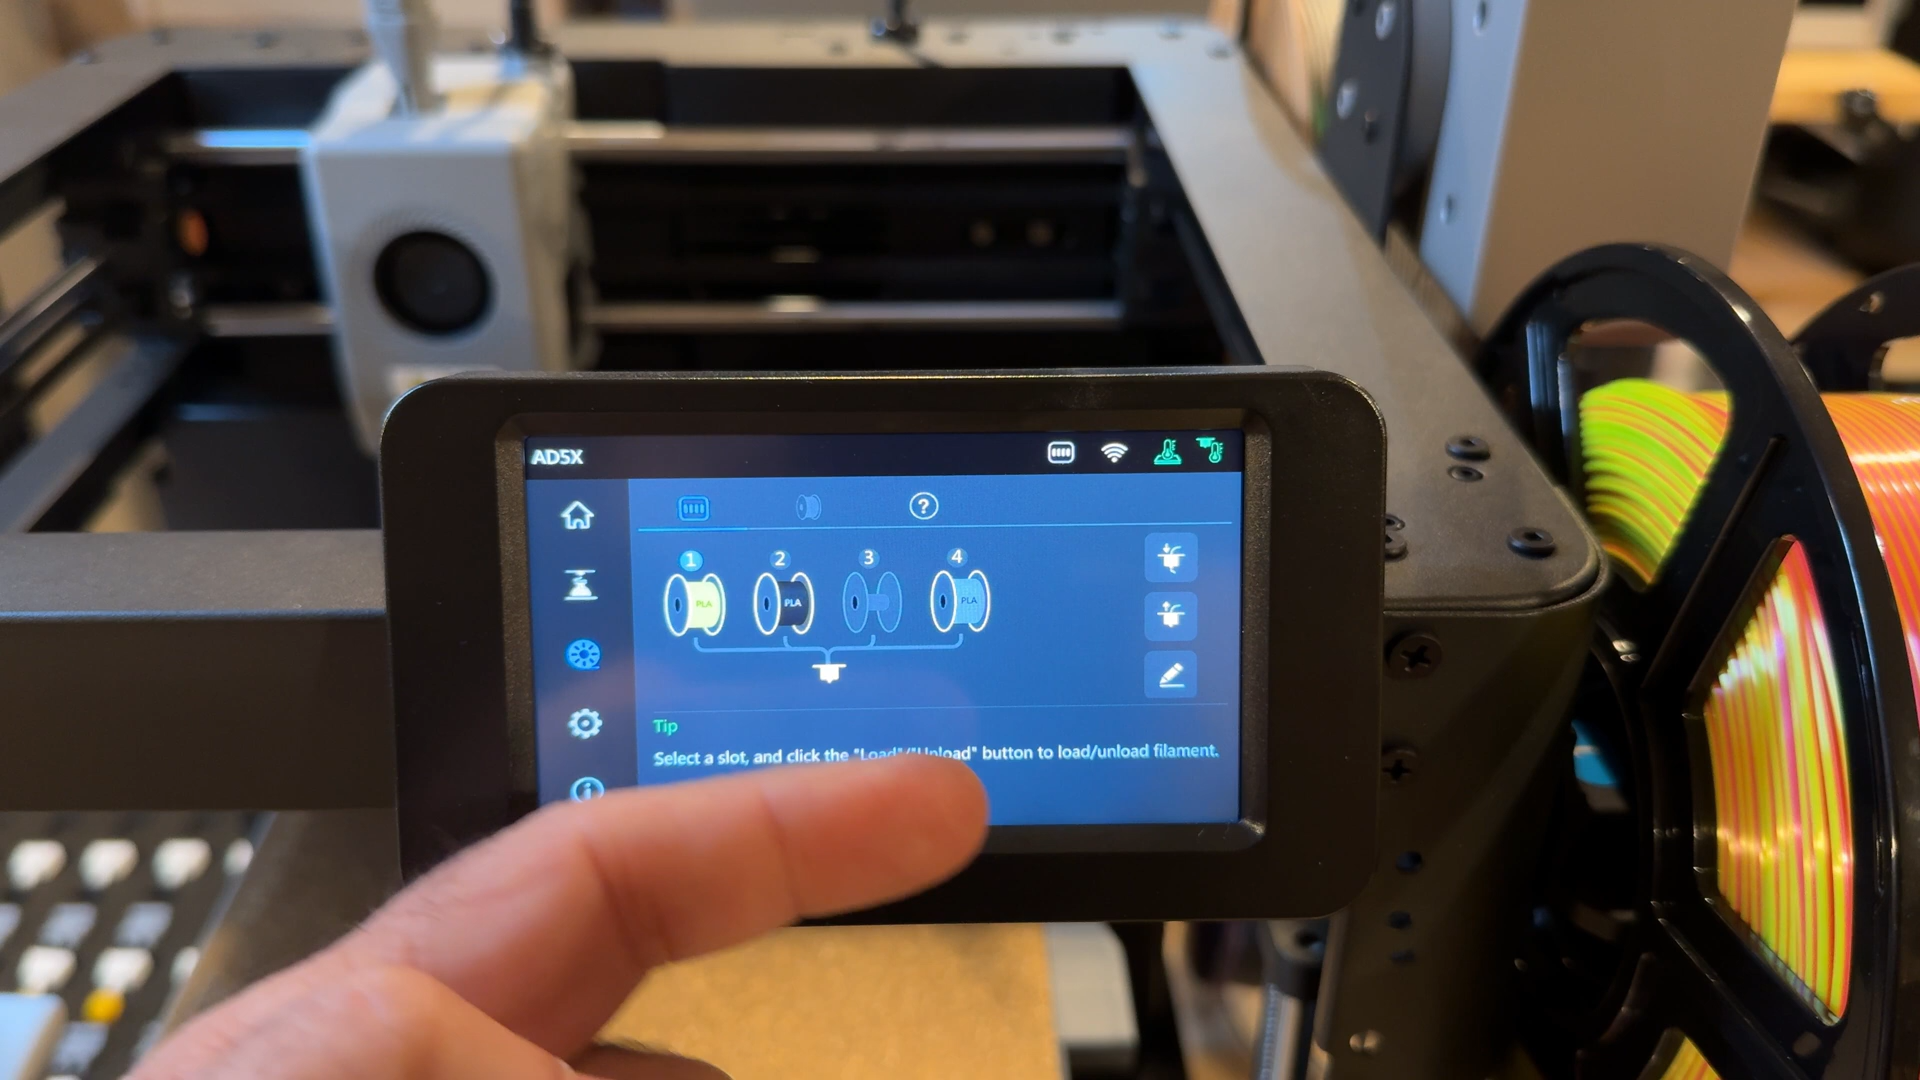 AD5X
1 2 3 4
PLA PLA PLA
Tip
Select a slot, and click the "Load"/"Unload" button to load/unload filament.